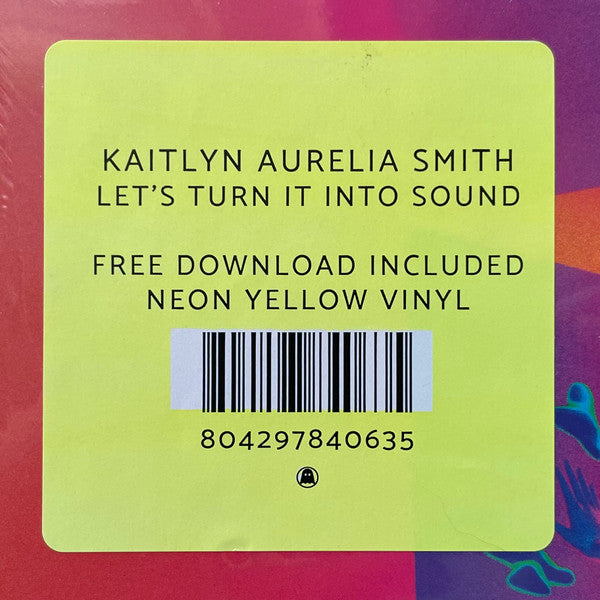 KAITLYN AURELIA SMITH
LET'S TURN IT INTO SOUND
FREE DOWNLOAD INCLUDED
NEON YELLOW VINYL
804297840635